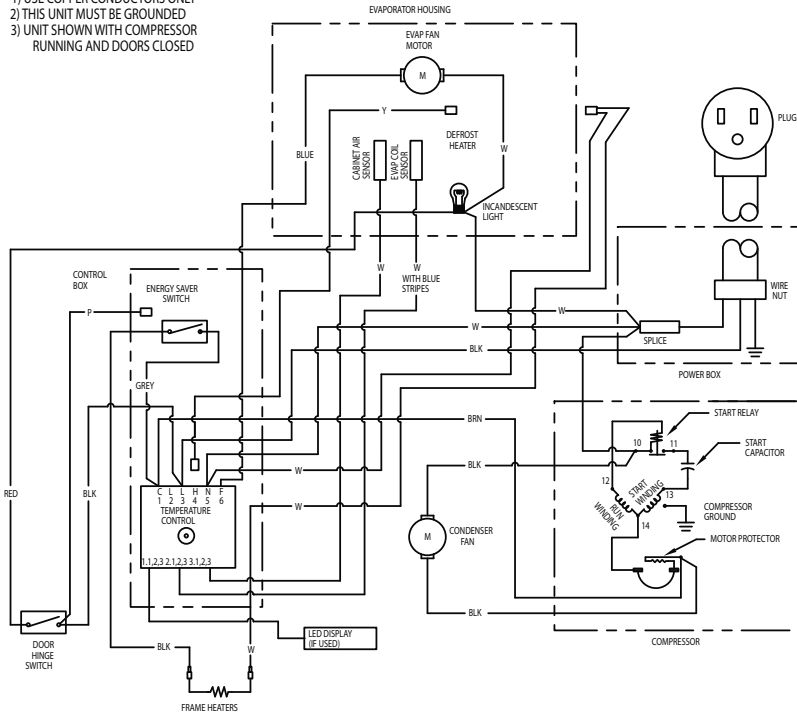 1) USE COPPER CONDUCTORS ONLY
2) THIS UNIT MUST BE GROUNDED
3) UNIT SHOWN WITH COMPRESSOR
RUNNING AND DOORS CLOSED
EVAPORATOR HOUSING
EVAP FAN
MOTOR
M
Y
BLUE
CABINET AIR
SENSOR
EVAP COIL
SENSOR
DEFROST
HEATER
W
INCANDESCENT
LIGHT
PLUG
CONTROL
BOX
ENERGY SAVER
SWITCH
W
W
WITH BLUE
STRIPES
P
W
W
SPLICE
WIRE
NUT
BLK
POWER BOX
GREY
BRN
START RELAY
RED
BLK
BLK
10
11
START
CAPACITOR
W
12
START
WINDING
RUN
WINDING
13
14
COMPRESSOR
GROUND
C L L H N F
1 2 3 4 5 6
TEMPERATURE
CONTROL
W
M
CONDENSER
FAN
MOTOR PROTECTOR
1.1,2,3 2.1,2,3 3.1,2,3
BLK
LED DISPLAY
(IF USED)
COMPRESSOR
DOOR
HINGE
SWITCH
BLK
W
FRAME HEATERS